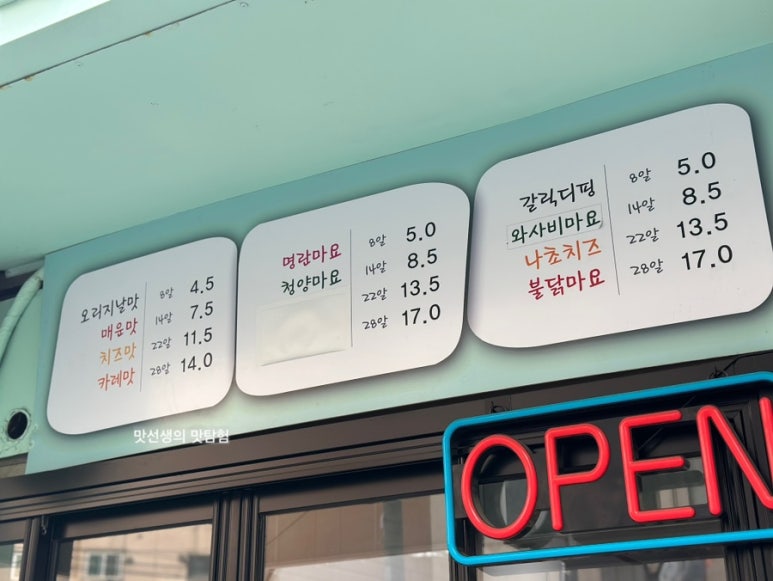 오리지날맛 8알 4.5
매운맛 14알 7.5
치즈맛 22알 11.5
카레맛 28알 14.0
명란마요 8알 5.0
청양마요 14알 8.5
22알 13.5
28알 17.0
갈릭디핑 8알 5.0
와사비마요 14알 8.5
나초치즈 22알 13.5
불닭마요 28알 17.0
맛선생의 맛탐험
OPEN